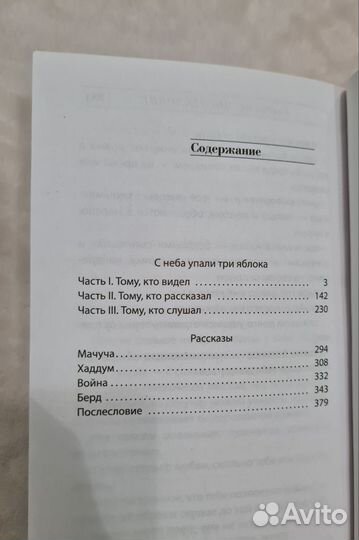 Содержание
С неба упали три яблока
Часть I. Тому, кто видел 3
Часть II. Тому, кто рассказал 142
Часть III. Тому, кто слушал 230
Рассказы
Мачуча 294
Хаддум 308
Война 332
Берд 343
Послесловие 379
Avito